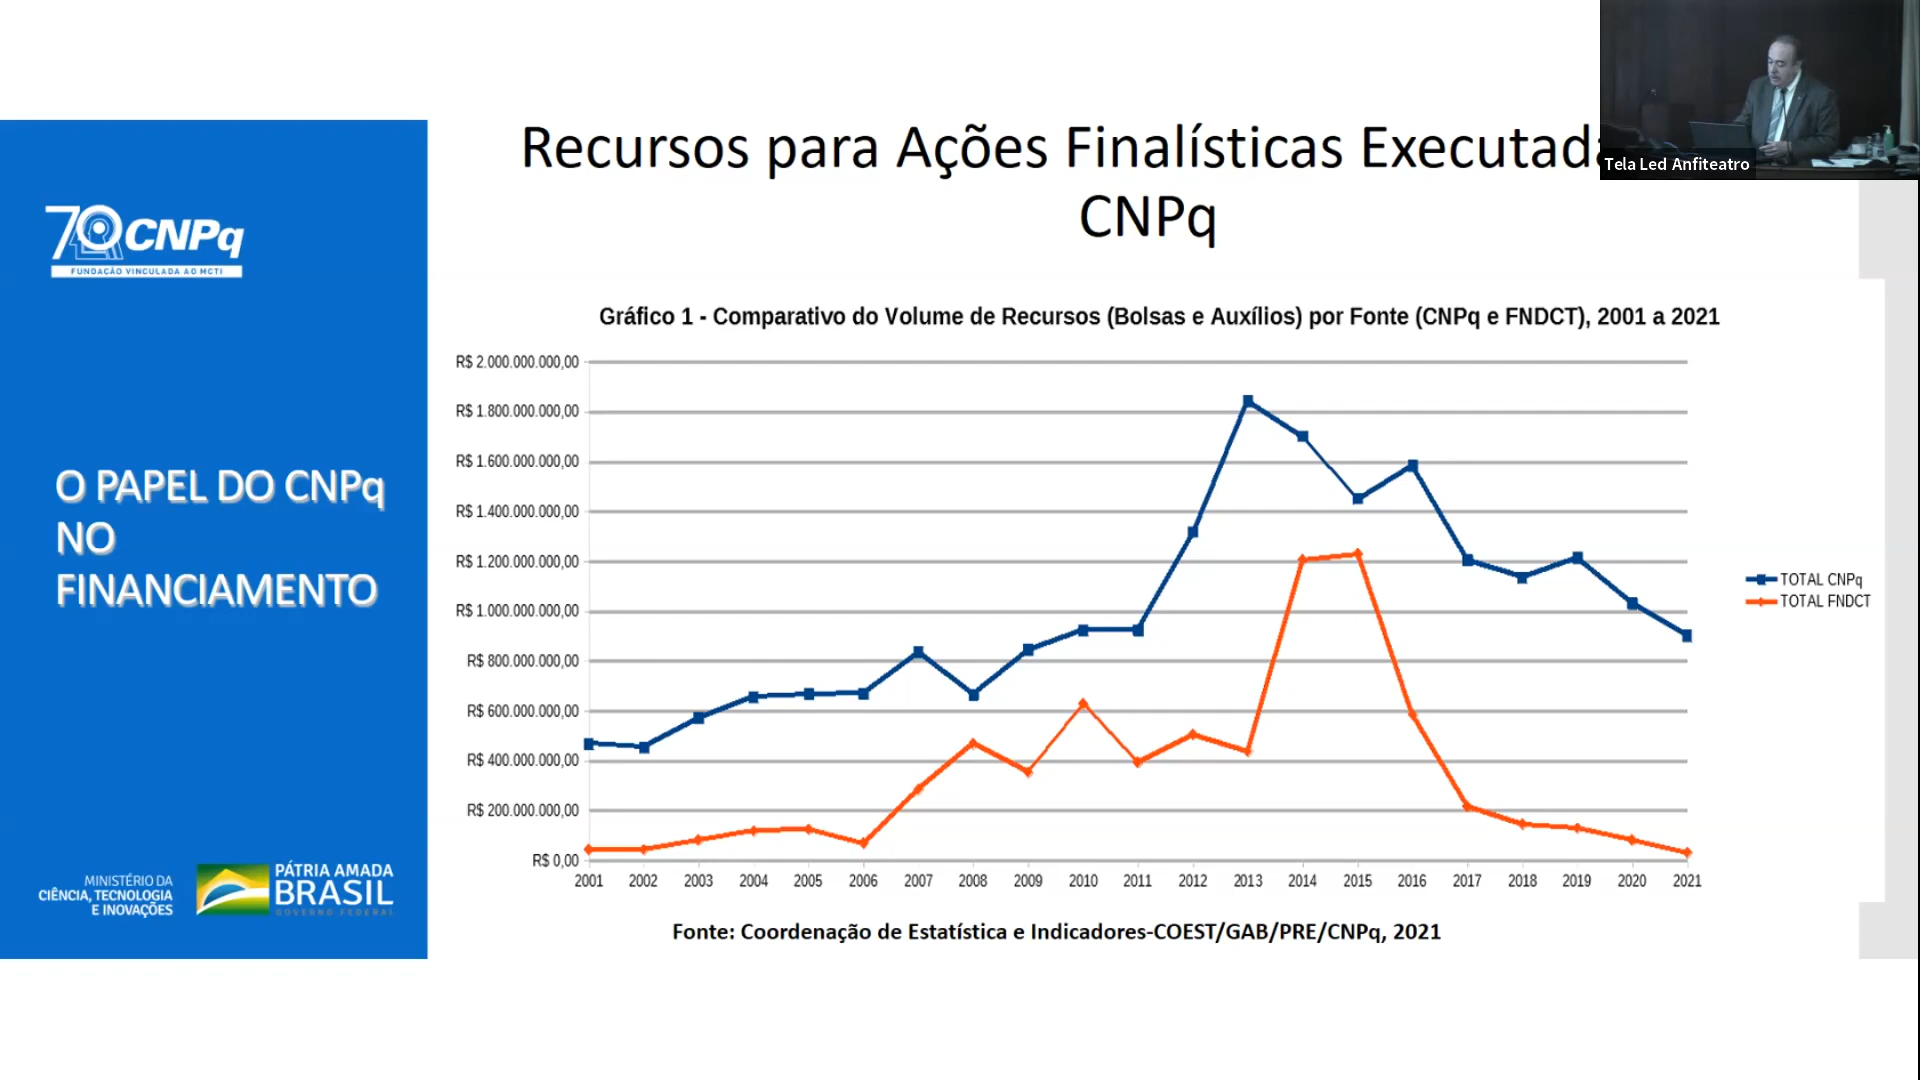 Tela Led Anfiteatro
Recursos para Ações Finalísticas Executad
CNPq
70 CNPq
FUNDAÇÃO VINCULADA AO MCTI
O PAPEL DO CNPq
NO
FINANCIAMENTO
MINISTÉRIO DA
CIÊNCIA, TECNOLOGIA
E INOVAÇÕES
PÁTRIA AMADA
BRASIL
GOVERNO FEDERAL
Gráfico 1 - Comparativo do Volume de Recursos (Bolsas e Auxílios) por Fonte (CNPq e FNDCT), 2001 a 2021
R$ 2.000.000.000,00
R$ 1.800.000.000,00
R$ 1.600.000.000,00
R$ 1.400.000.000,00
R$ 1.200.000.000,00
R$ 1.000.000.000,00
R$ 800.000.000,00
R$ 600.000.000,00
R$ 400.000.000,00
R$ 200.000.000,00
R$ 0,00
2001 2002 2003 2004 2005 2006 2007 2008 2009 2010 2011 2012 2013 2014 2015 2016 2017 2018 2019 2020 2021
TOTAL CNPq
TOTAL FNDCT
Fonte: Coordenação de Estatística e Indicadores-COEST/GAB/PRE/CNPq, 2021